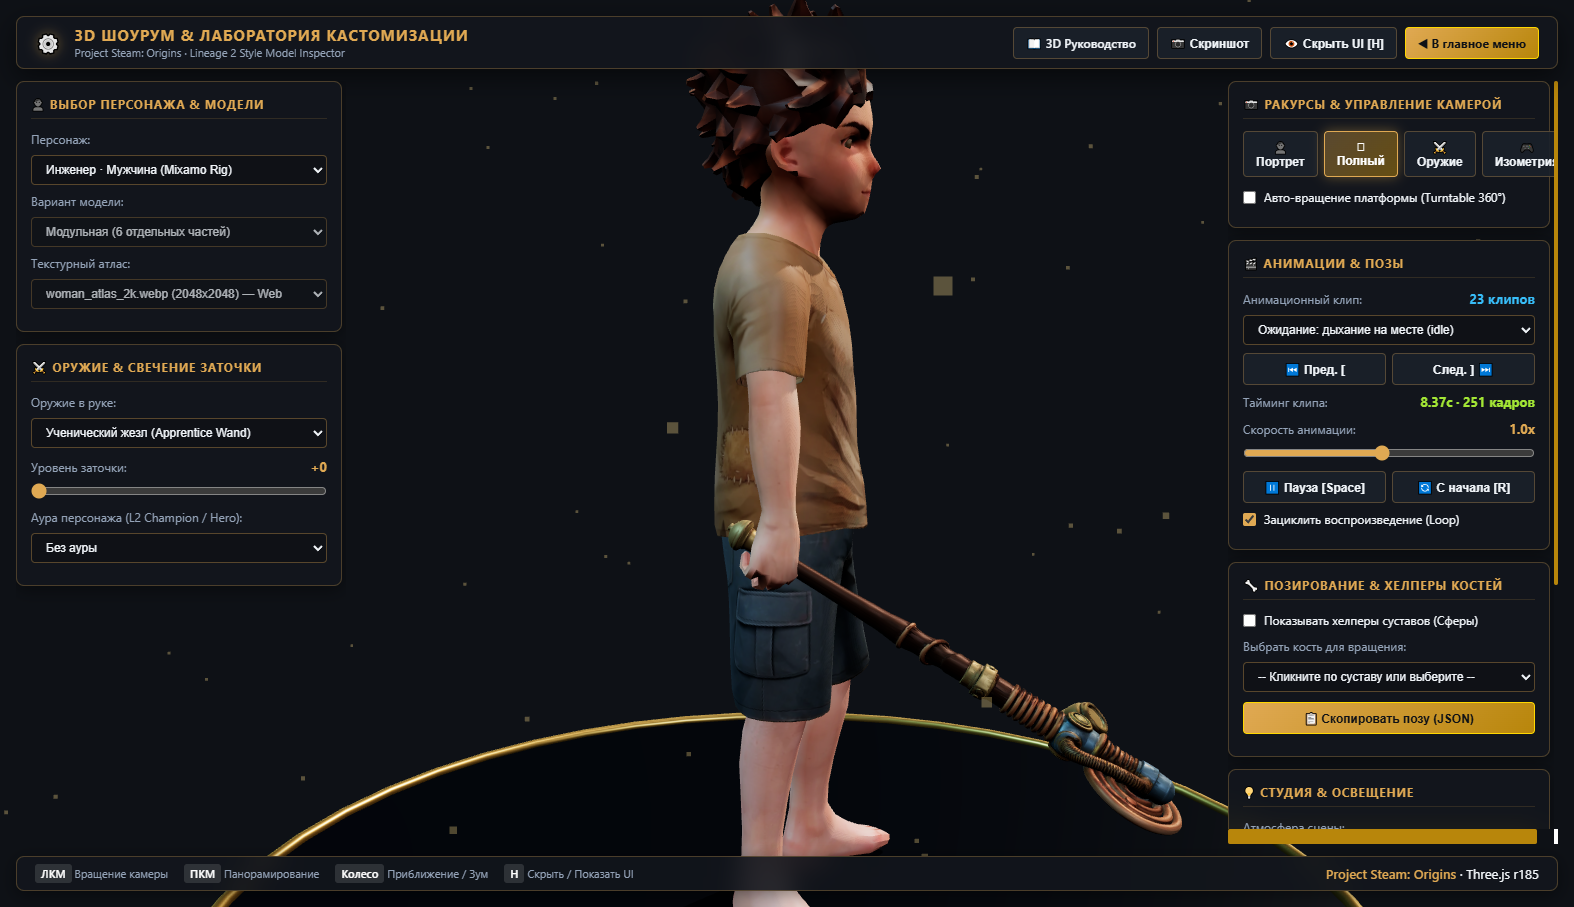 3D ШОУРУМ & ЛАБОРАТОРИЯ КАСТОМИЗАЦИИ
Project Steam: Origins · Lineage 2 Style Model Inspector
3D Руководство
Скриншот
Скрыть UI [H]
◀ В главное меню
ВЫБОР ПЕРСОНАЖА & МОДЕЛИ
Персонаж:
Инженер · Мужчина (Mixamo Rig)
Вариант модели:
Модульная (6 отдельных частей)
Текстурный атлас:
woman_atlas_2k.webp (2048x2048) — Web
ОРУЖИЕ & СВЕЧЕНИЕ ЗАТОЧКИ
Оружие в руке:
Ученический жезл (Apprentice Wand)
Уровень заточки: +0
Аура персонажа (L2 Champion / Hero):
Без ауры
РАКУРСЫ & УПРАВЛЕНИЕ КАМЕРОЙ
Портрет
Полный
Оружие
Изометрия
Авто-вращение платформы (Turntable 360°)
АНИМАЦИИ & ПОЗЫ
Анимационный клип: 23 клипов
Ожидание: дыхание на месте (idle)
Пред. [
След. ]
Тайминг клипа: 8.37с · 251 кадров
Скорость анимации: 1.0x
Пауза [Space]
С начала [R]
Зациклить воспроизведение (Loop)
ПОЗИРОВАНИЕ & ХЕЛПЕРЫ КОСТЕЙ
Показывать хелперы суставов (Сферы)
Выбрать кость для вращения:
-- Кликните по суставу или выберите --
Скопировать позу (JSON)
СТУДИЯ & ОСВЕЩЕНИЕ
Атмосфера сцены:
ЛКМ Вращение камеры ПКМ Панорамирование Колесо Приближение / Зум H Скрыть / Показать UI
Project Steam: Origins · Three.js r185